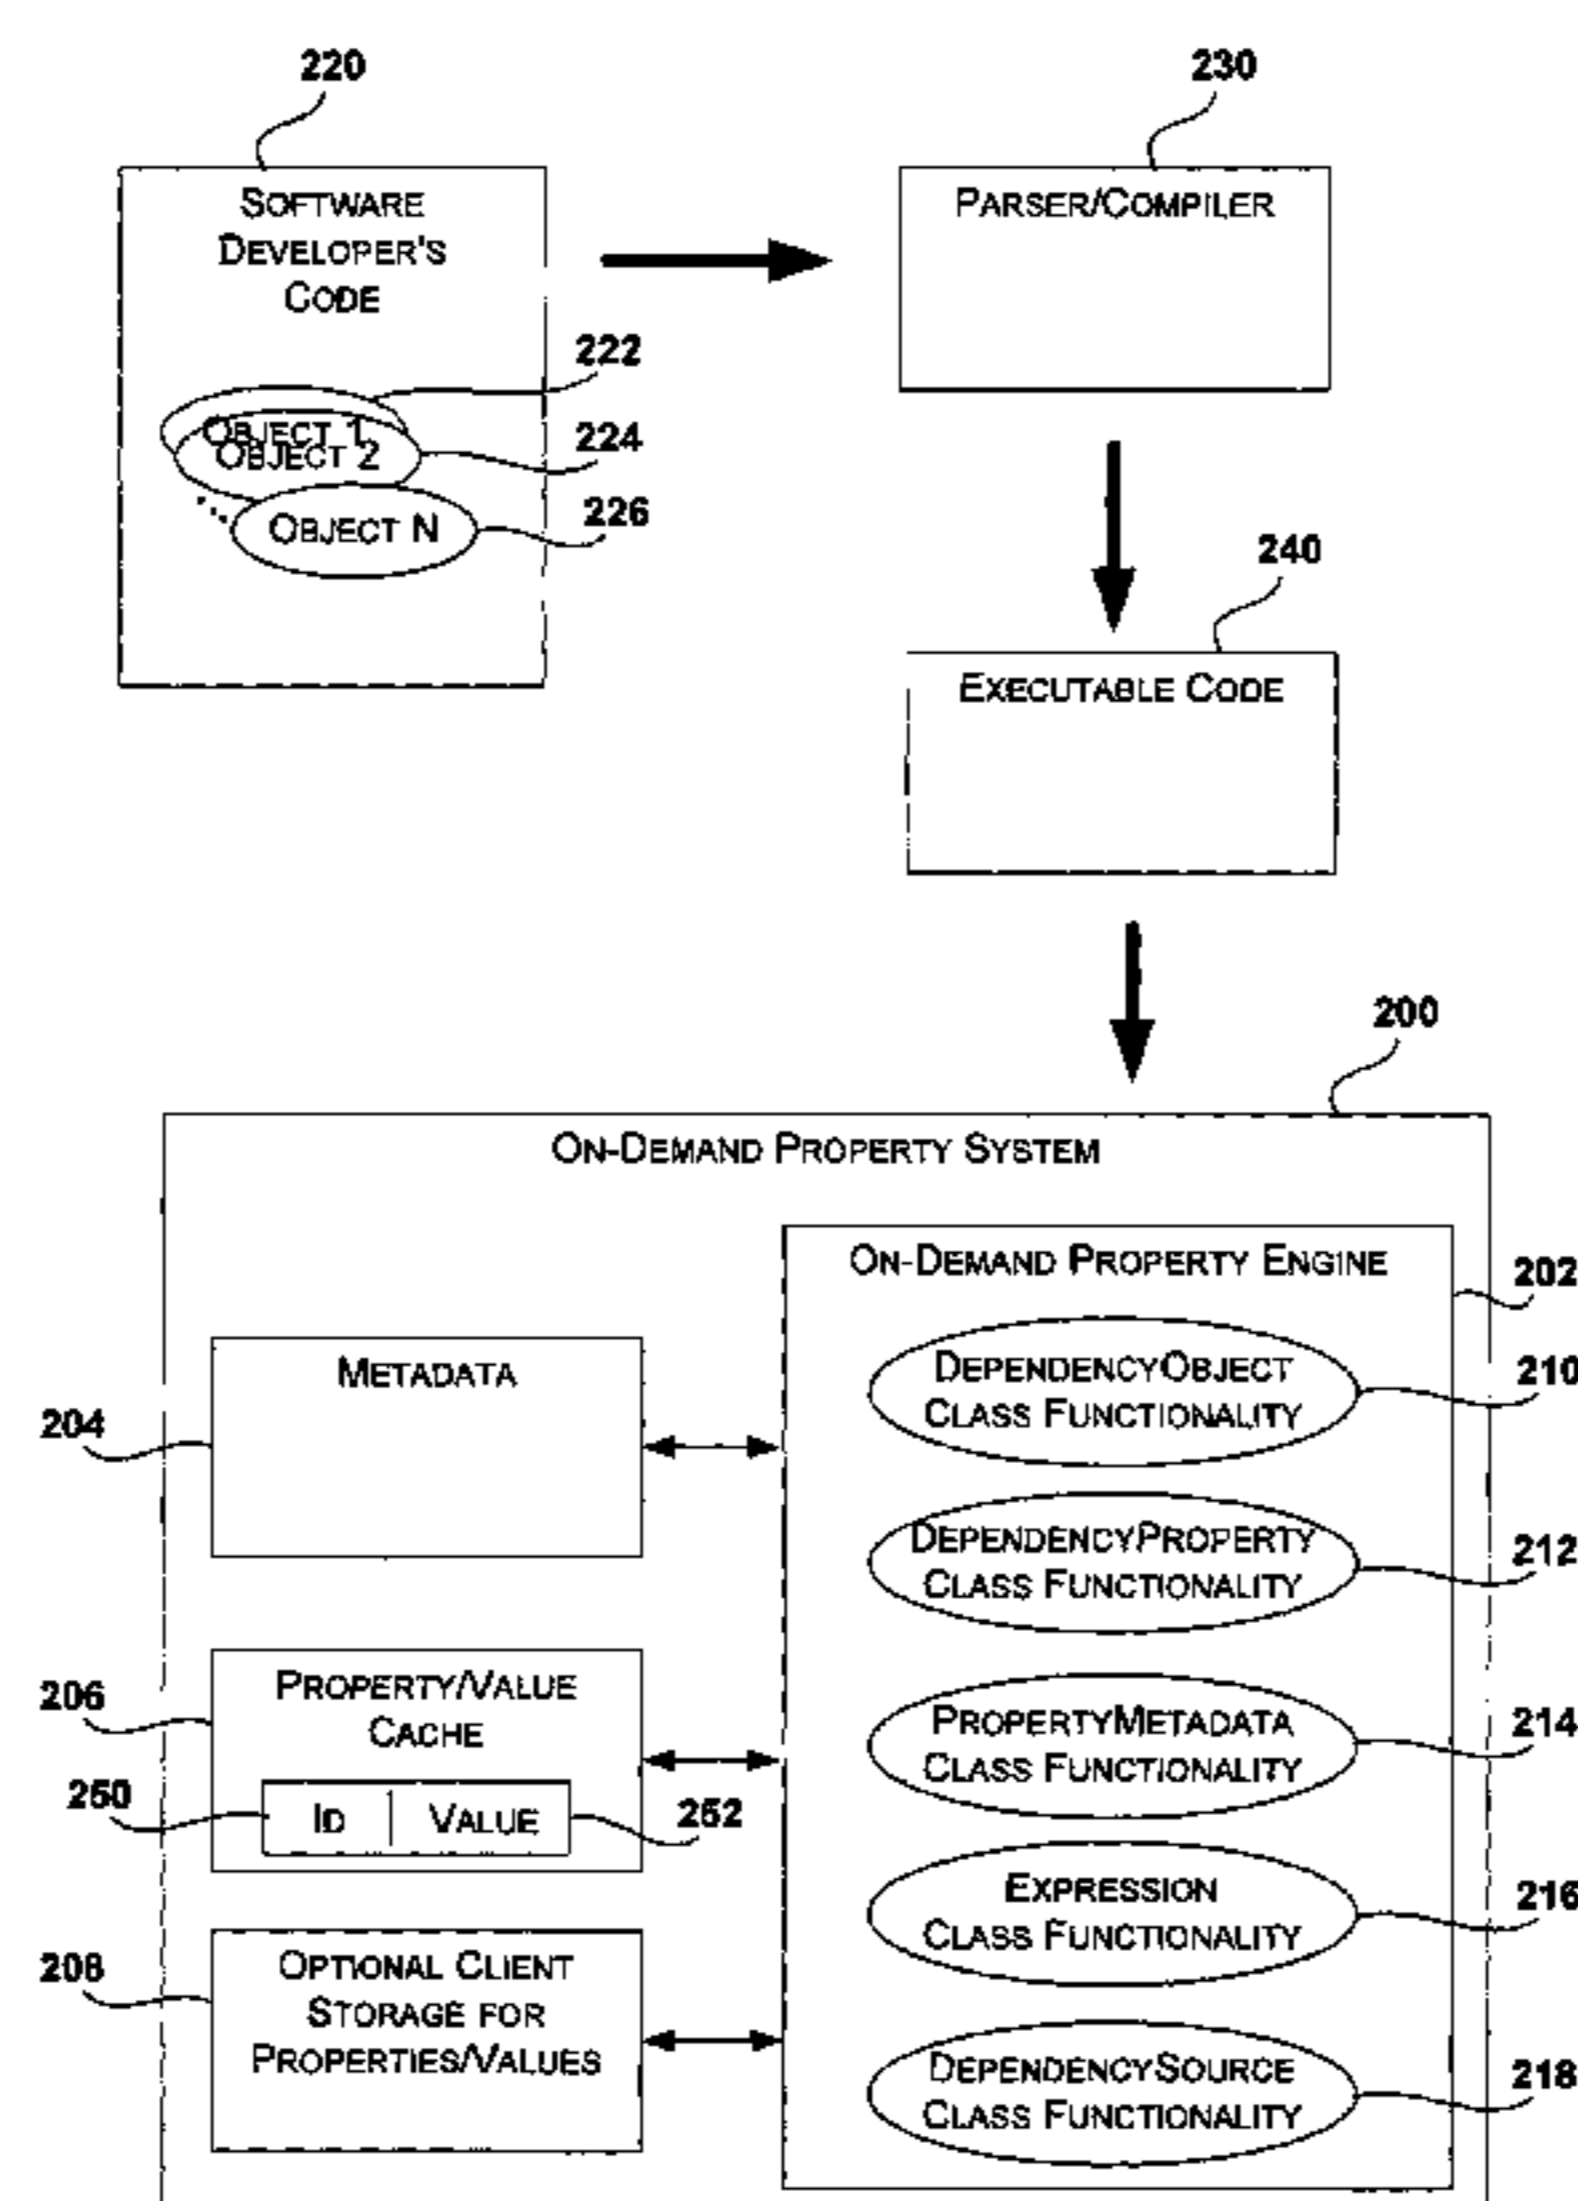 220
SOFTWARE
DEVELOPER'S
CODE
222
OBJECT 1
224
OBJECT 2
226
OBJECT N
230
PARSER/COMPILER
240
EXECUTABLE CODE
200
ON-DEMAND PROPERTY SYSTEM
ON-DEMAND PROPERTY ENGINE
202
METADATA
204
DEPENDENCYOBJECT
CLASS FUNCTIONALITY
210
DEPENDENCYPROPERTY
CLASS FUNCTIONALITY
212
206
PROPERTY/VALUE
CACHE
250
ID
VALUE
252
PROPERTYMETADATA
CLASS FUNCTIONALITY
214
EXPRESSION
CLASS FUNCTIONALITY
216
208
OPTIONAL CLIENT
STORAGE FOR
PROPERTIES/VALUES
DEPENDENCYSOURCE
CLASS FUNCTIONALITY
218